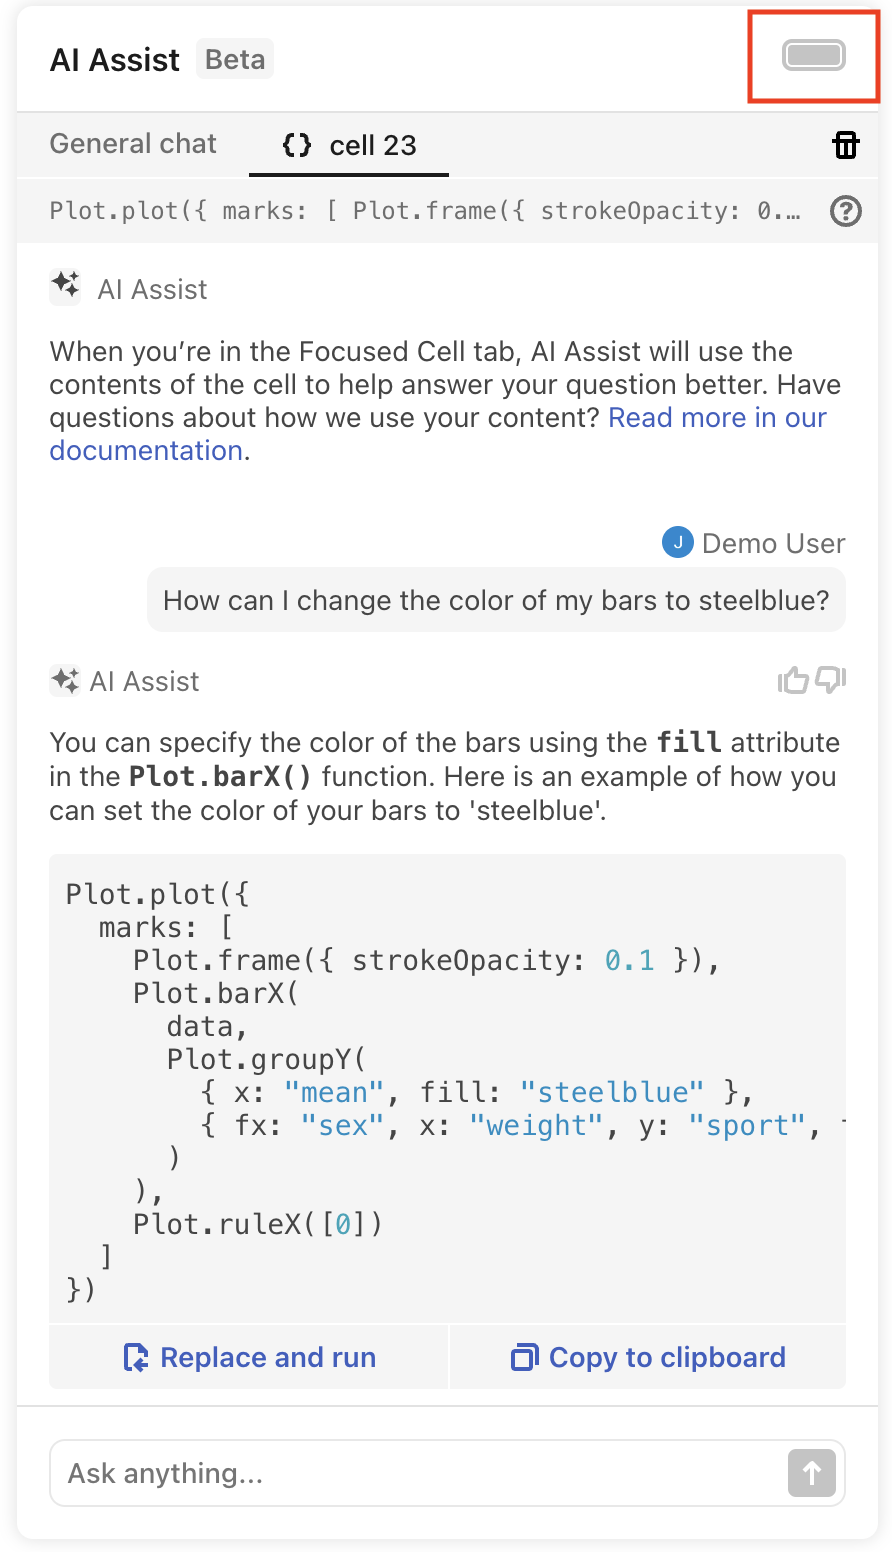 AI Assist Beta
General chat {} cell 23
Plot.plot({ marks: [ Plot.frame({ strokeOpacity: 0.…
AI Assist
When you’re in the Focused Cell tab, AI Assist will use the
contents of the cell to help answer your question better. Have
questions about how we use your content? Read more in our
documentation.
J Demo User
How can I change the color of my bars to steelblue?
AI Assist
You can specify the color of the bars using the fill attribute
in the Plot.barX() function. Here is an example of how you
can set the color of your bars to 'steelblue'.
Plot.plot({
  marks: [
    Plot.frame({ strokeOpacity: 0.1 }),
    Plot.barX(
      data,
      Plot.groupY(
        { x: "mean", fill: "steelblue" },
        { fx: "sex", x: "weight", y: "sport",
      )
    ),
    Plot.ruleX([0])
  ]
})
Replace and run Copy to clipboard
Ask anything...